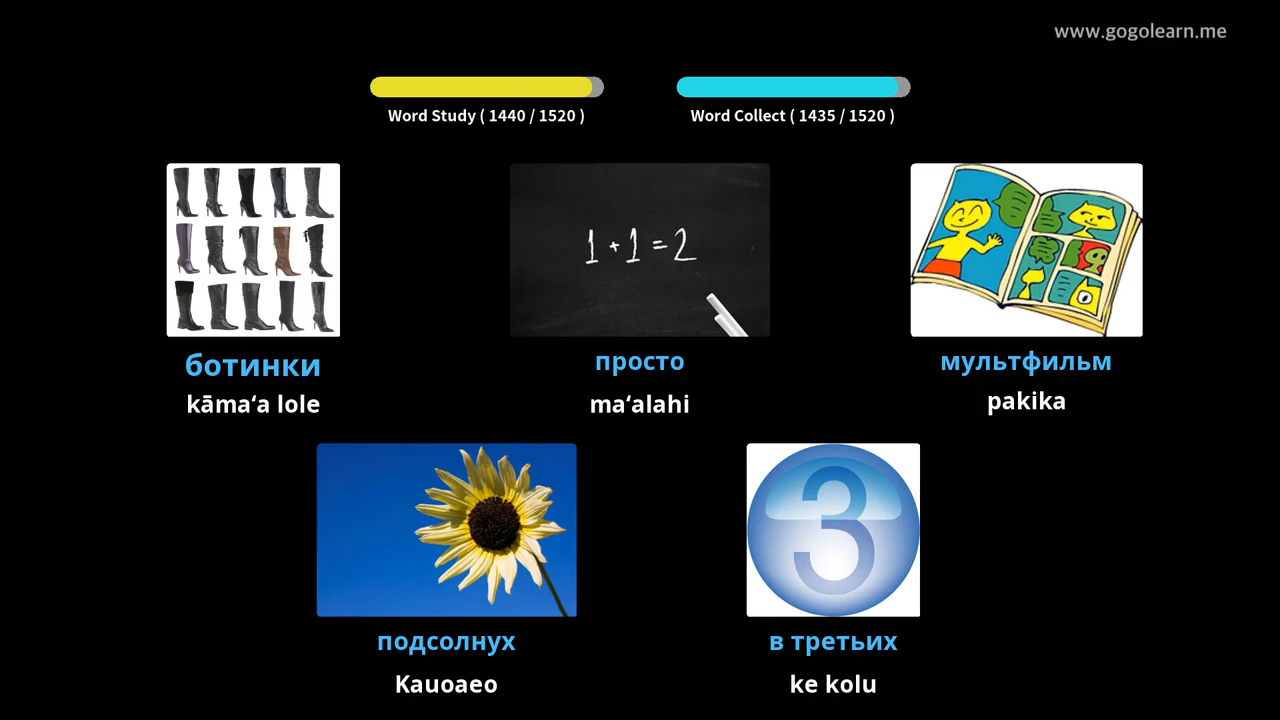 www.gogolearn.me
Word Study ( 1440 / 1520 )
Word Collect ( 1435 / 1520 )
1 + 1 = 2
ботинки
kāmaʻa lole
просто
maʻalahi
мультфильм
pakika
3
подсолнух
Kauoaeo
в третьих
ke kolu